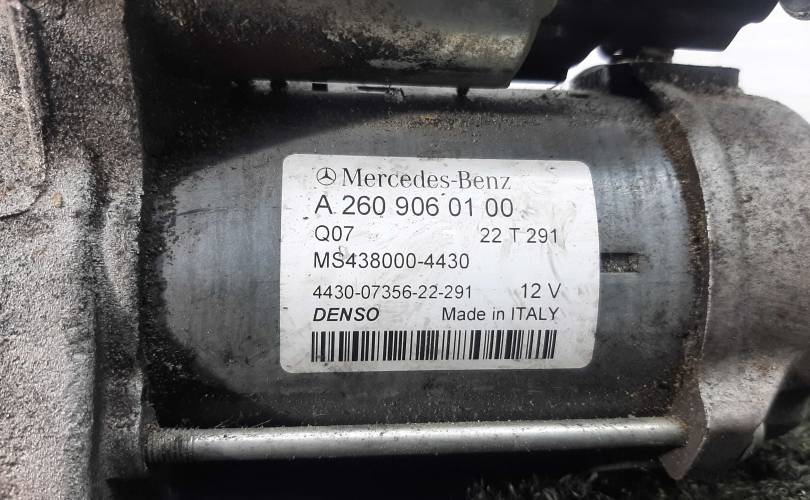 Mercedes-Benz
A 260 906 01 00
Q07 22 T 291
MS438000-4430
4430-07356-22-291 12 V
DENSO Made in ITALY